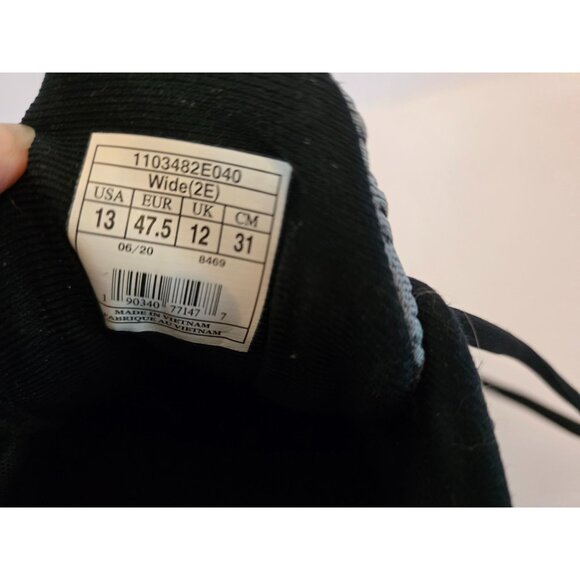 1103482E040
Wide(2E)
USA EUR UK CM
13 47.5 12 31
06/20 8469
1 90340 77147 7
MADE IN VIETNAM
FABRIQUE AU VIETNAM